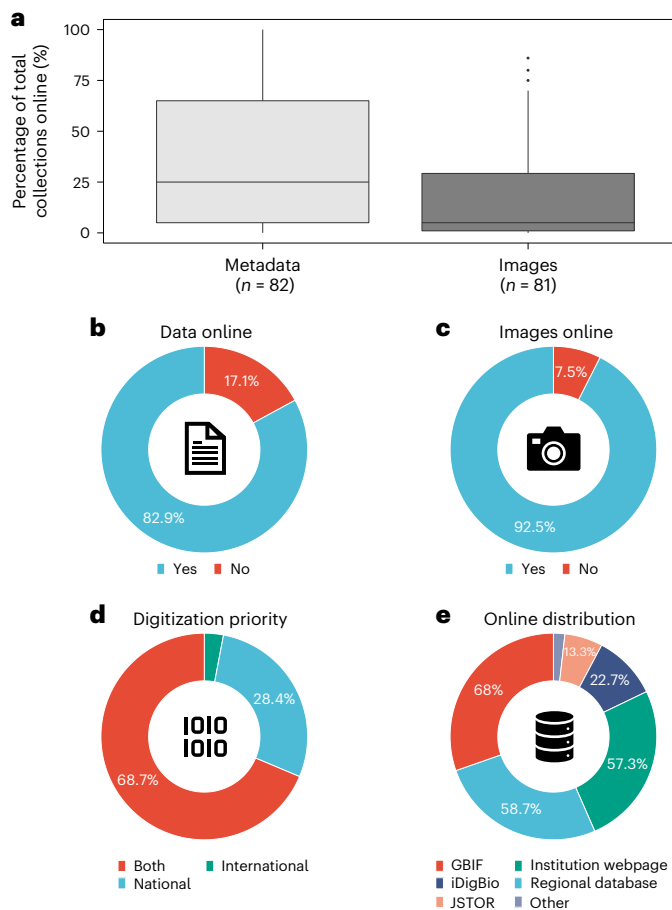 a
Percentage of total
collections online (%)
100
75
50
25
0
Metadata
(n = 82)
Images
(n = 81)
b
Data online
17.1%
82.9%
Yes
No
c
Images online
7.5%
92.5%
Yes
No
d
Digitization priority
28.4%
68.7%
IOIO
IOIO
Both
International
National
e
Online distribution
13.3%
68%
22.7%
57.3%
58.7%
GBIF
Institution webpage
iDigBio
Regional database
JSTOR
Other